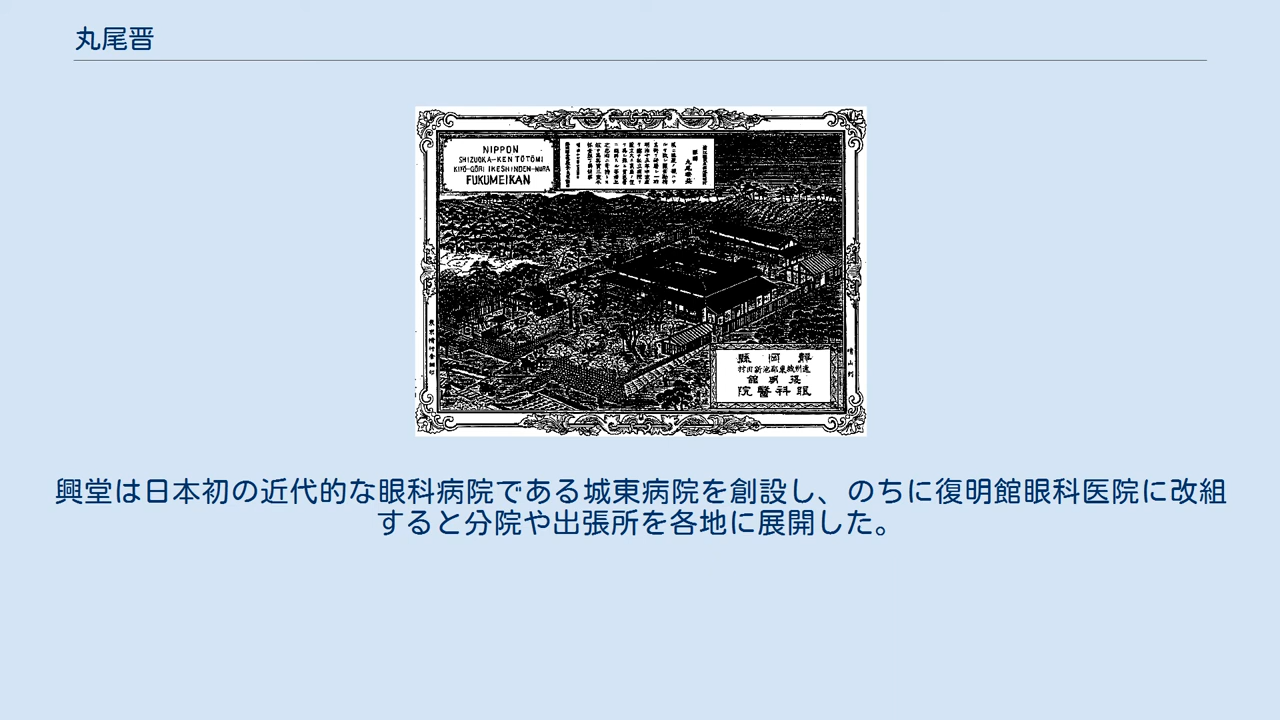 丸尾晋
NIPPON
SHIZUOKA-KEN TŌTŌMI
KITŌ-GŌRI IKESHINDEN-MURA
FUKUMEIKAN
靜岡縣
遠州城東郡池新田村
復明館
眼科醫院
興堂は日本初の近代的な眼科病院である城東病院を創設し、のちに復明館眼科医院に改組
すると分院や出張所を各地に展開した。